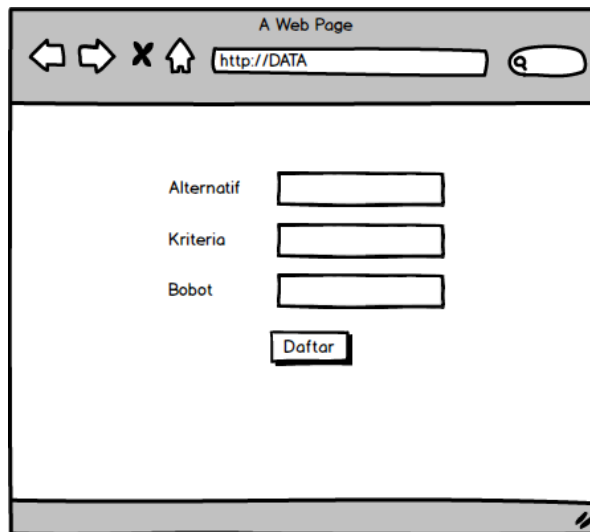 A Web Page
http://DATA
Alternatif
Kriteria
Bobot
Daftar